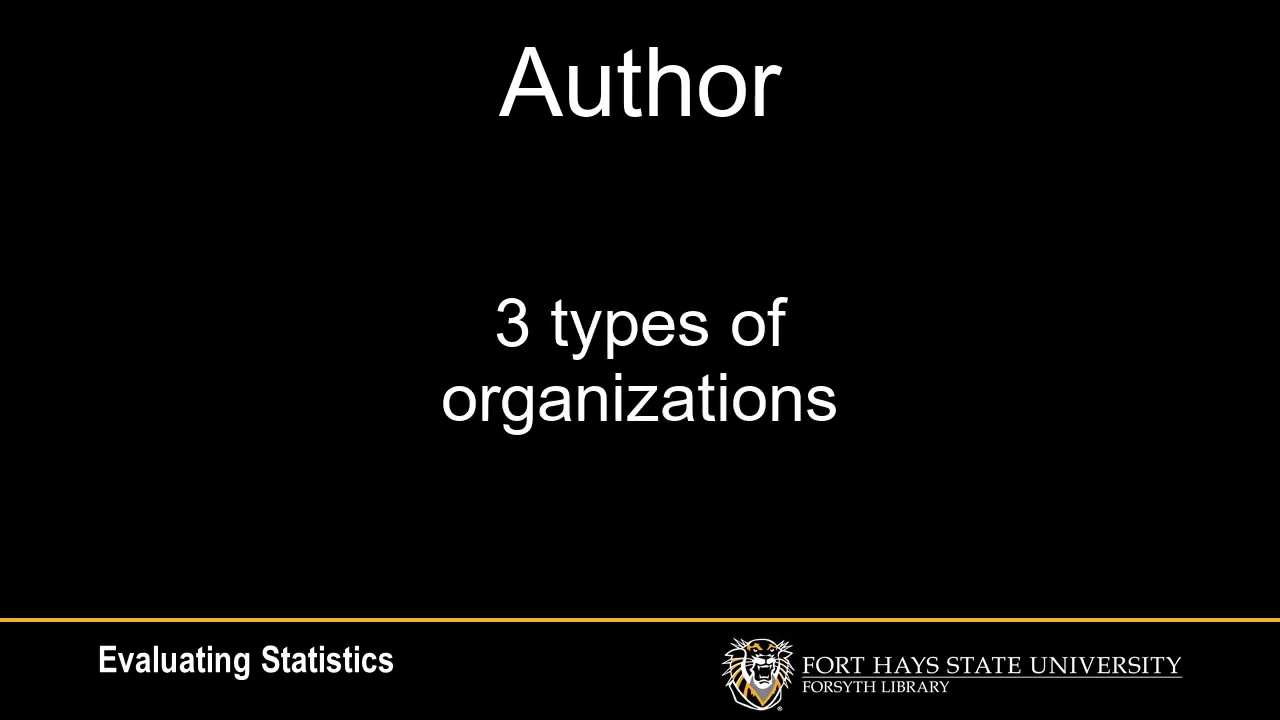 Author
3 types of
organizations
Evaluating Statistics
FORT HAYS STATE UNIVERSITY
FORSYTH LIBRARY
®